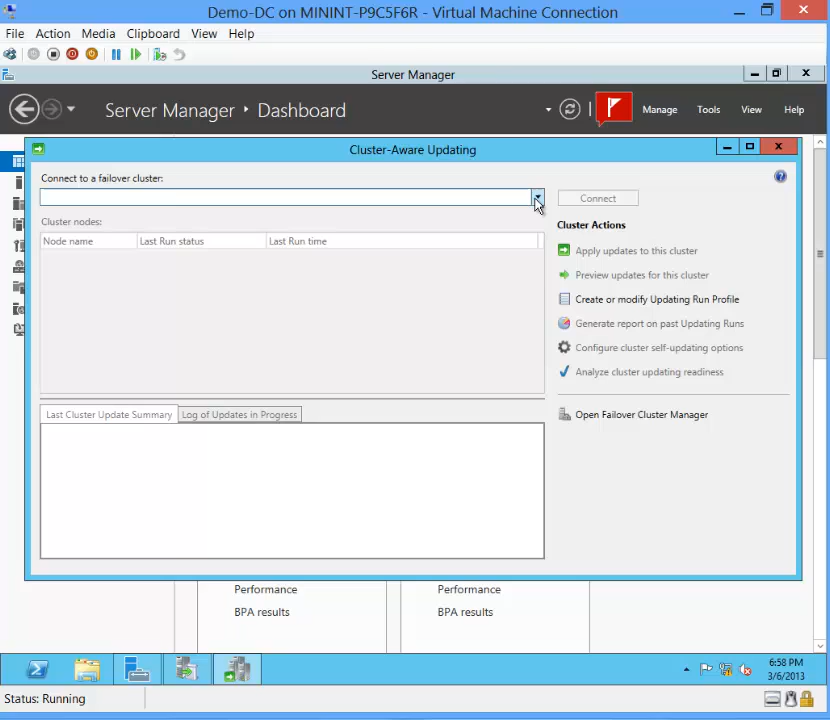 Demo-DC on MININT-P9C5F6R - Virtual Machine Connection
File Action Media Clipboard View Help
Server Manager
Server Manager • Dashboard
Manage Tools View Help
Cluster-Aware Updating
Connect to a failover cluster:
Connect
Cluster nodes:
Node name Last Run status Last Run time
Cluster Actions
Apply updates to this cluster
Preview updates for this cluster
Create or modify Updating Run Profile
Generate report on past Updating Runs
Configure cluster self-updating options
Analyze cluster updating readiness
Open Failover Cluster Manager
Last Cluster Update Summary Log of Updates in Progress
Performance Performance
BPA results BPA results
6:58 PM
3/6/2013
Status: Running